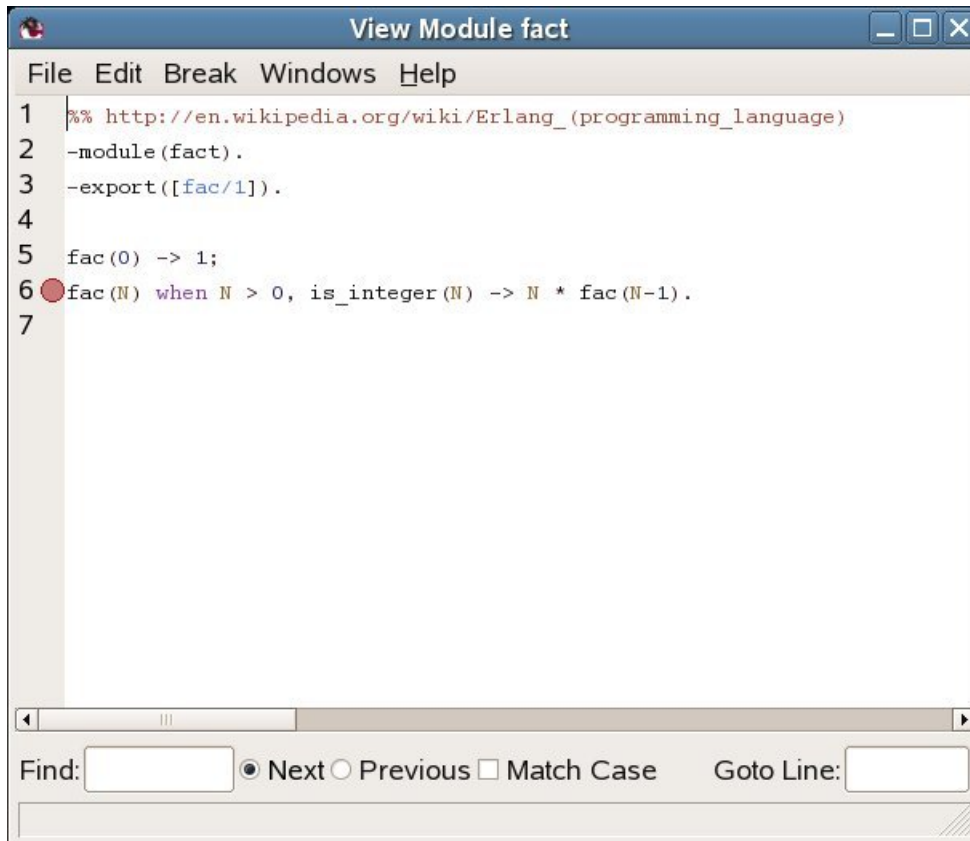 View Module fact
File Edit Break Windows Help
1 %% http://en.wikipedia.org/wiki/Erlang_(programming_language)
2 -module(fact).
3 -export([fac/1]).
4
5 fac(0) -> 1;
6 fac(N) when N > 0, is_integer(N) -> N * fac(N-1).
7
Find: Next Previous Match Case Goto Line: